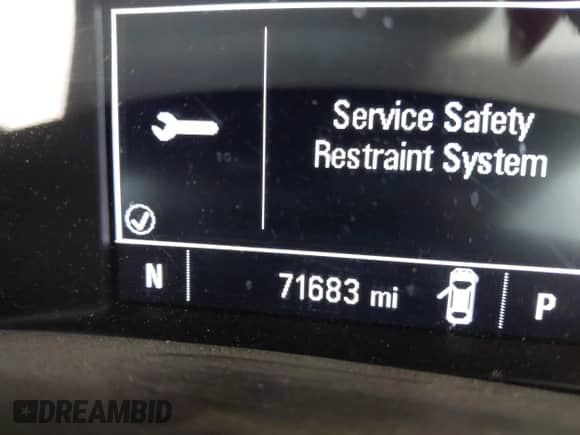 Service Safety
Restraint System
N 71683 mi P
DREAMBID